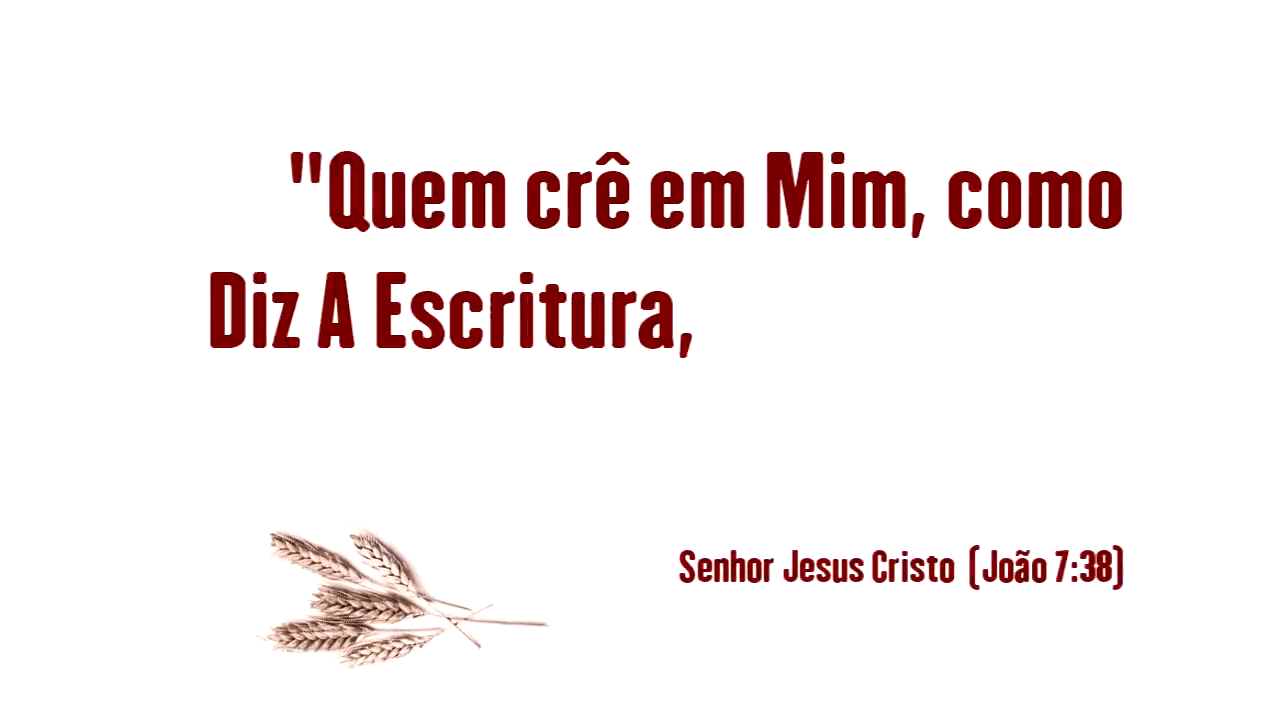 "Quem crê em Mim, como
Diz A Escritura,
Senhor Jesus Cristo (João 7:38)